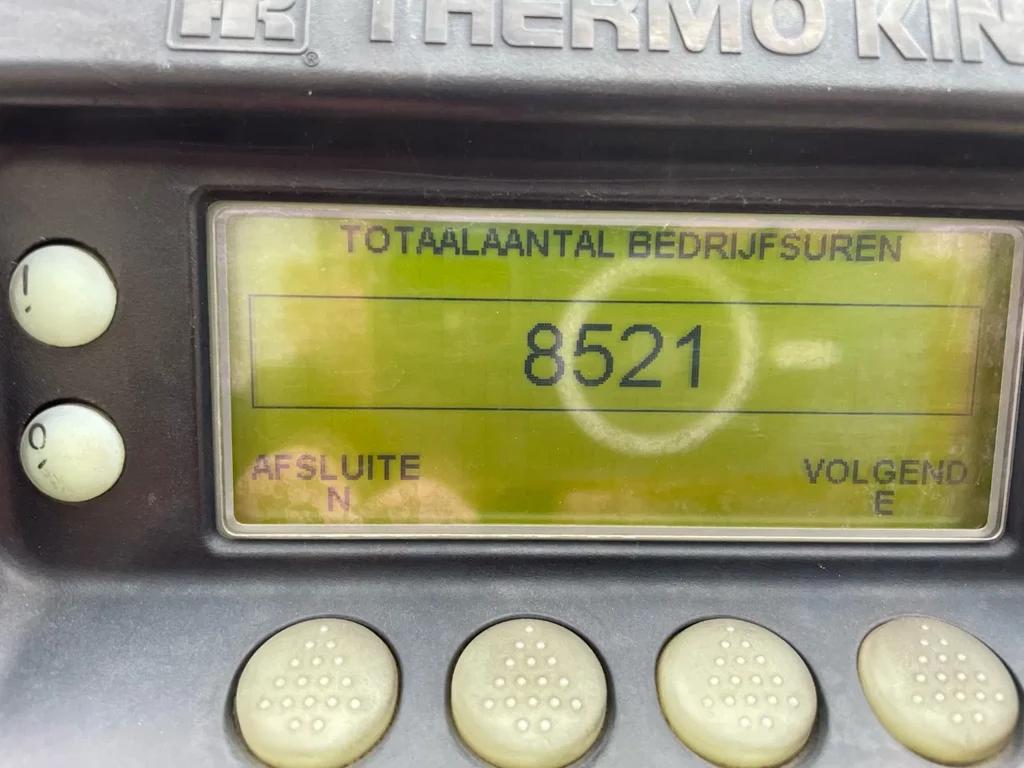 THERMO KIN
TOTAALAANTAL BEDRIJFSUREN
8521
AFSLUITE
N
VOLGEND
E
I
O